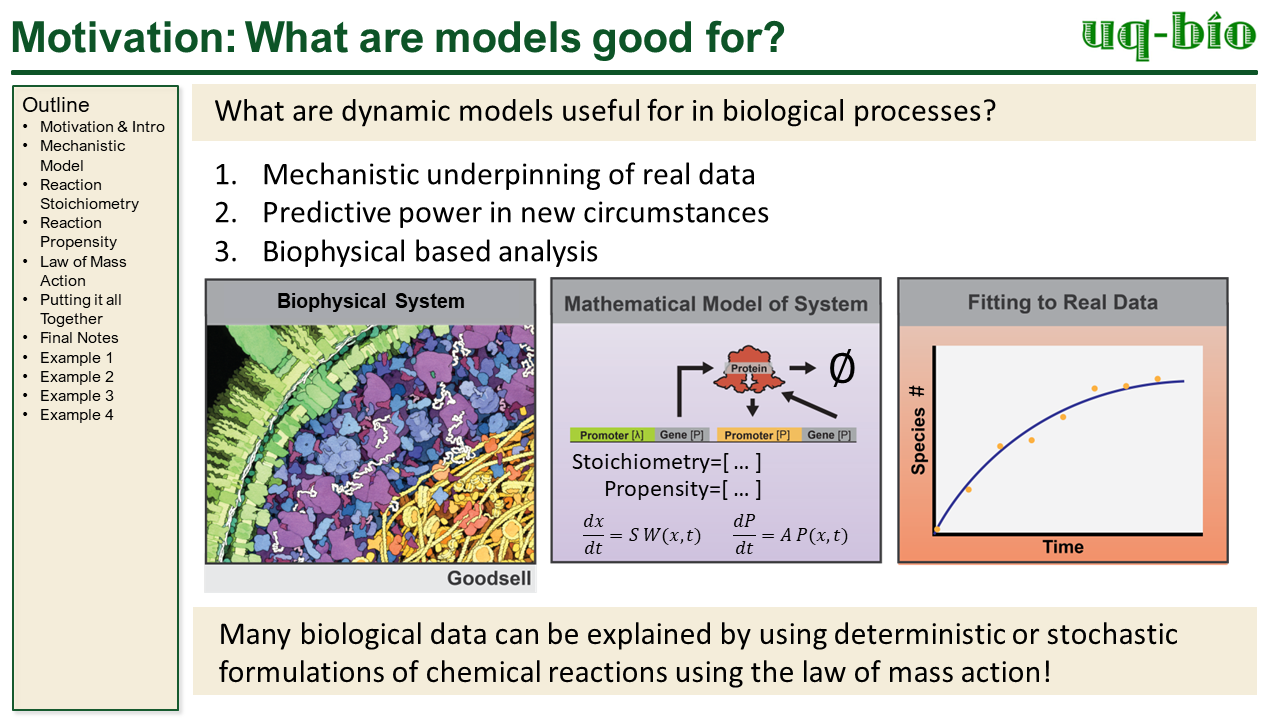 Motivation: What are models good for?
uq-bio
Outline
• Motivation & Intro
• Mechanistic
Model
• Reaction
Stoichiometry
• Reaction
Propensity
• Law of Mass
Action
• Putting it all
Together
• Final Notes
• Example 1
• Example 2
• Example 3
• Example 4
What are dynamic models useful for in biological processes?
1. Mechanistic underpinning of real data
2. Predictive power in new circumstances
3. Biophysical based analysis
Biophysical System
Goodsell
Mathematical Model of System
Protein
∅
Promoter [λ] Gene [P] Promoter [P] Gene [P]
Stoichiometry=[ … ]
Propensity=[ … ]
dx/dt = S W(x,t) dP/dt = A P(x,t)
Fitting to Real Data
Species #
Time
Many biological data can be explained by using deterministic or stochastic
formulations of chemical reactions using the law of mass action!